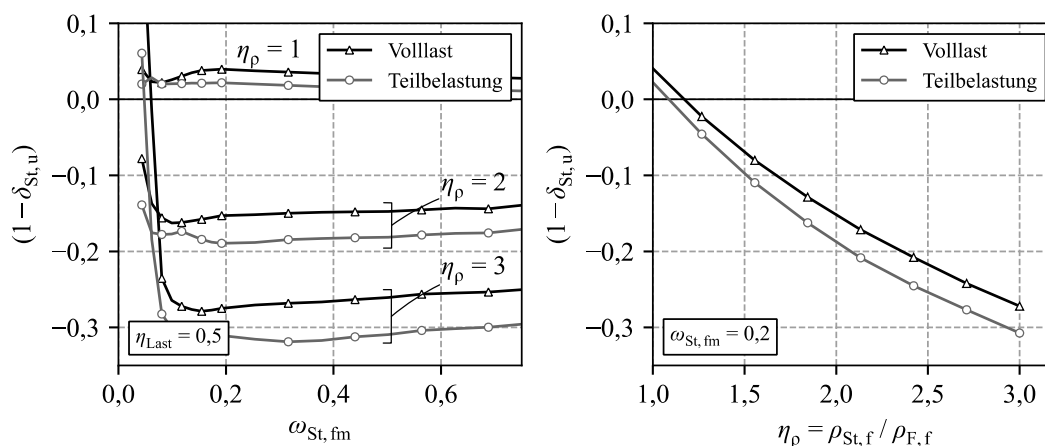 0,1
0,0
−0,1
−0,2
−0,3
(1 − δSt, u)
ηρ = 1
Volllast
Teilbelastung
ηρ = 2
ηρ = 3
ηLast = 0,5
0,0 0,2 0,4 0,6
ωSt, fm
0,1
0,0
−0,1
−0,2
−0,3
(1 − δSt, u)
Volllast
Teilbelastung
ωSt, fm = 0,2
1,0 1,5 2,0 2,5 3,0
ηρ = ρSt, f / ρF, f